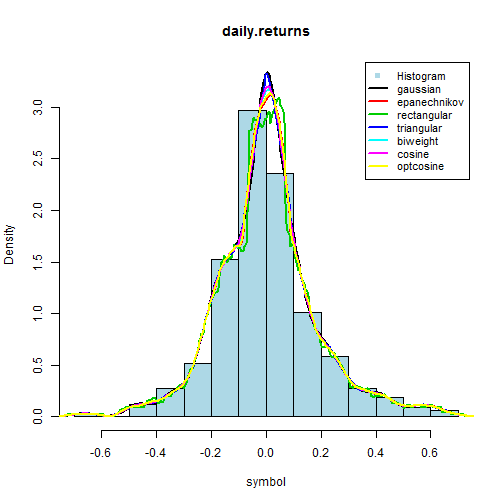 daily.returns
Histogram
gaussian
epanechnikov
rectangular
triangular
biweight
cosine
optcosine
Density
3.0
2.5
2.0
1.5
1.0
0.5
0.0
-0.6 -0.4 -0.2 0.0 0.2 0.4 0.6
symbol